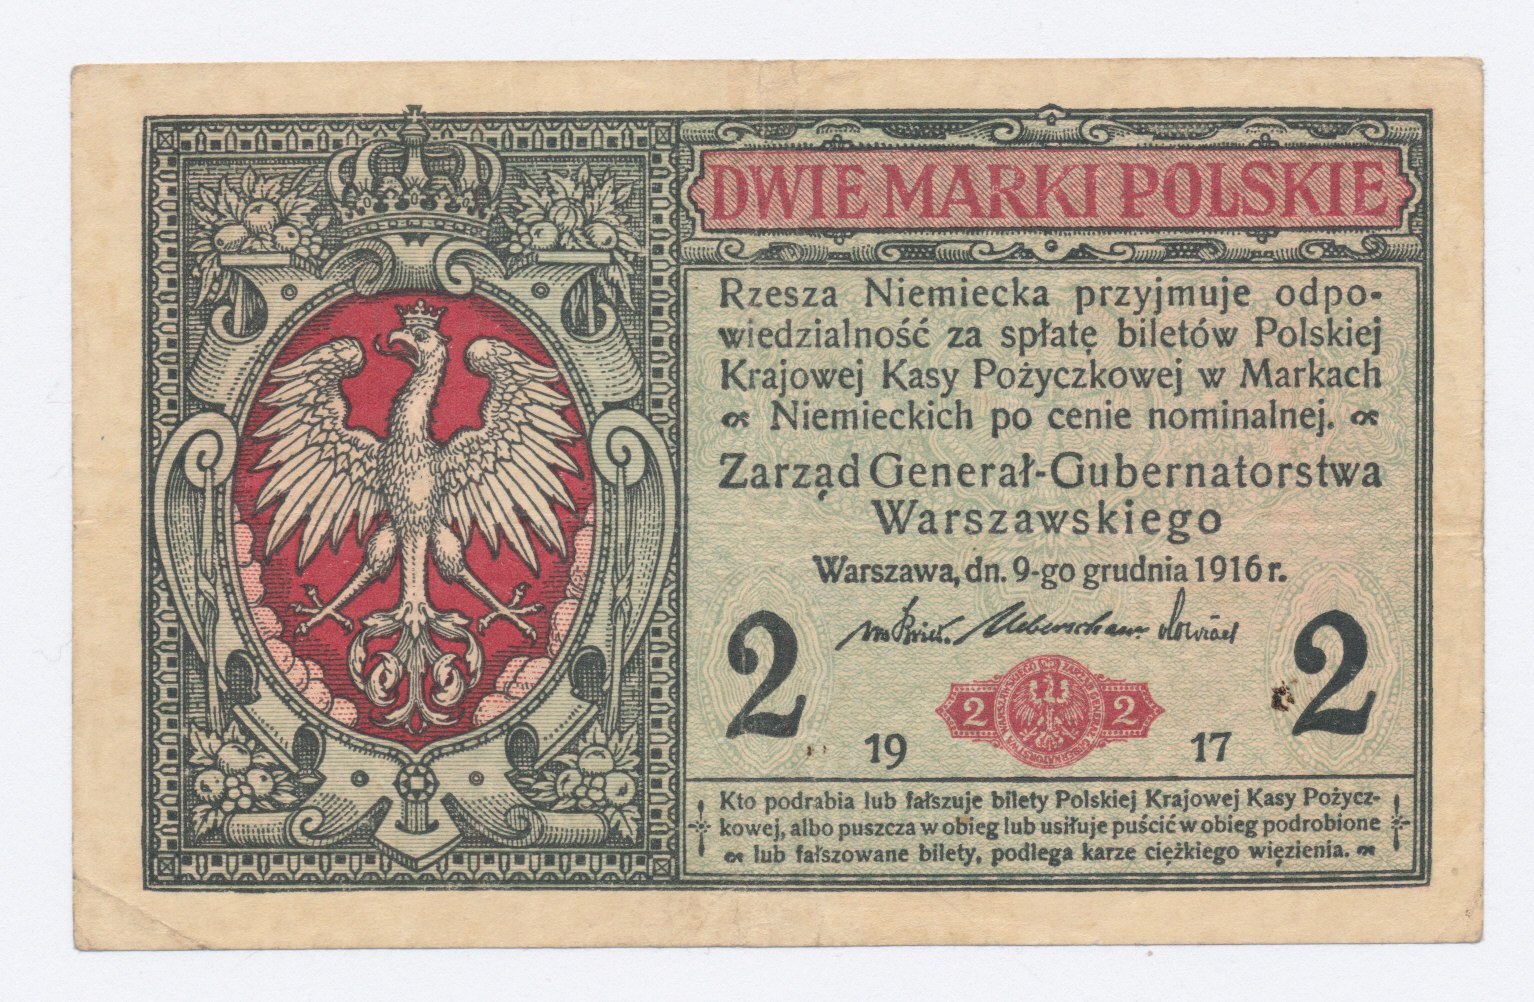 DWIE MARKI POLSKIE
Rzesza Niemiecka przyjmuje odpo-
wiedzialność za spłatę biletów Polskiej
Krajowej Kasy Pożyczkowej w Markach
Niemieckich po cenie nominalnej.
Zarząd Generał-Gubernatorstwa
Warszawskiego
Warszawa, dn. 9-go grudnia 1916 r.
2 2
2 2
19 17
Kto podrabia lub fałszuje bilety Polskiej Krajowej Kasy Pożycz-
kowej, albo puszcza w obieg lub usiłuje puścić w obieg podrobione
lub fałszowane bilety, podlega karze ciężkiego więzienia.